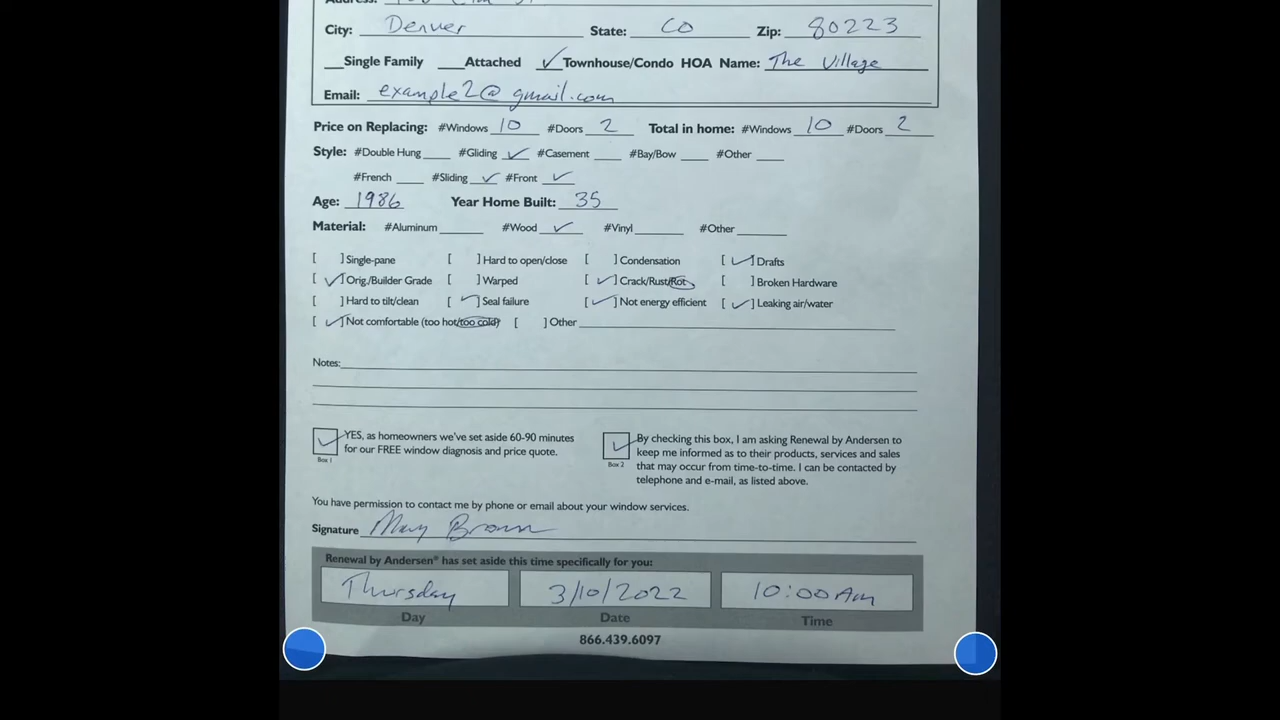 Address:
City: Denver State: CO Zip: 80223
Single Family Attached ✓ Townhouse/Condo HOA Name: The Village
Email: example2@gmail.com
Price on Replacing: #Windows 10 #Doors 2 Total in home: #Windows 10 #Doors 2
Style: #Double Hung #Gliding ✓ #Casement #Bay/Bow #Other
#French #Sliding ✓ #Front ✓
Age: 1986 Year Home Built: 35
Material: #Aluminum #Wood ✓ #Vinyl #Other
[ ] Single-pane [ ] Hard to open/close [ ] Condensation [ ✓ ] Drafts
[ ✓ ] Orig./Builder Grade [ ] Warped [ ✓ ] Crack/Rust/Rot [ ] Broken Hardware
[ ] Hard to tilt/clean [ ✓ ] Seal failure [ ✓ ] Not energy efficient [ ✓ ] Leaking air/water
[ ✓ ] Not comfortable (too hot/too cold) [ ] Other
Notes:
✓ YES, as homeowners we've set aside 60-90 minutes
for our FREE window diagnosis and price quote.
Box 1
✓ By checking this box, I am asking Renewal by Andersen to
keep me informed as to their products, services and sales
that may occur from time-to-time. I can be contacted by
telephone and e-mail, as listed above.
Box 2
You have permission to contact me by phone or email about your window services.
Signature Mary Brown
Renewal by Andersen® has set aside this time specifically for you:
Thursday 3/10/2022 10:00 Am
Day Date Time
866.439.6097